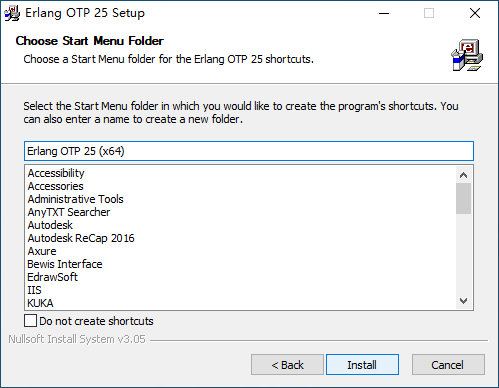 Erlang OTP 25 Setup
Choose Start Menu Folder
Choose a Start Menu folder for the Erlang OTP 25 shortcuts.
Select the Start Menu folder in which you would like to create the program's shortcuts. You
can also enter a name to create a new folder.
Erlang OTP 25 (x64)
Accessibility
Accessories
Administrative Tools
AnyTXT Searcher
Autodesk
Autodesk ReCap 2016
Axure
Bewis Interface
EdrawSoft
IIS
KUKA
Do not create shortcuts
Nullsoft Install System v3.05
< Back
Install
Cancel